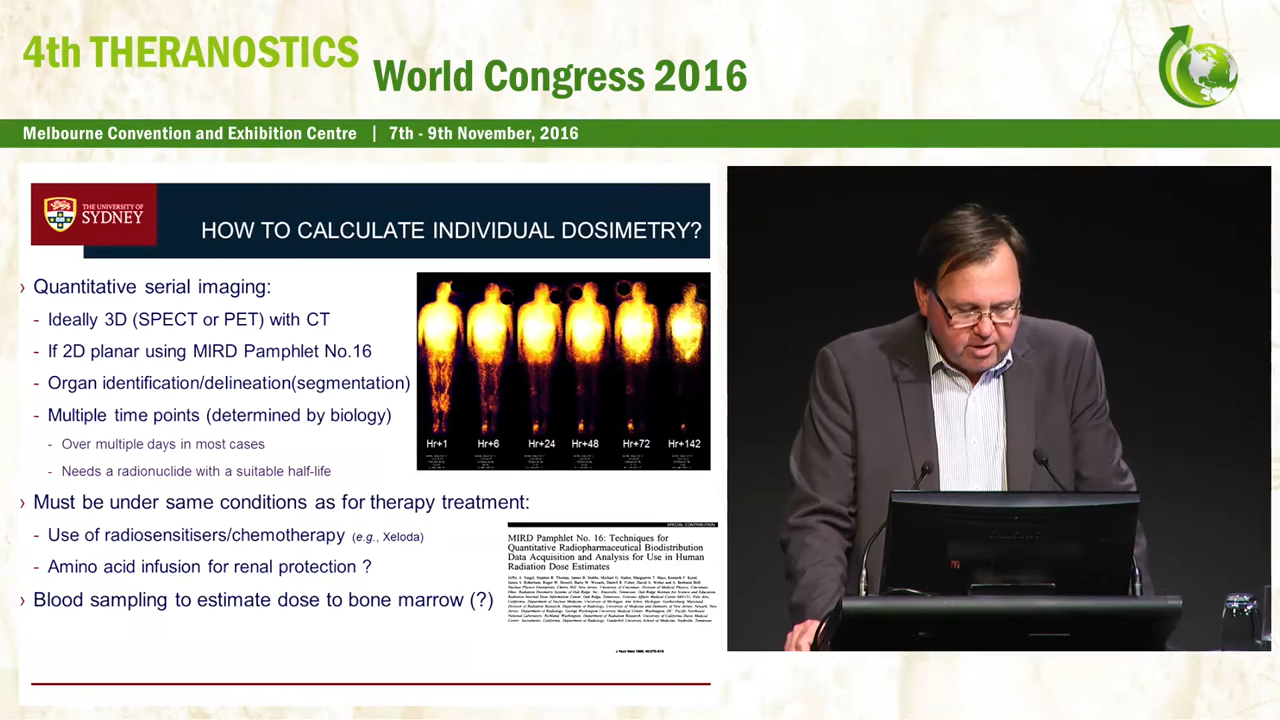 4th THERANOSTICS
World Congress 2016
Melbourne Convention and Exhibition Centre | 7th - 9th November, 2016
THE UNIVERSITY OF
SYDNEY
HOW TO CALCULATE INDIVIDUAL DOSIMETRY?
› Quantitative serial imaging:
- Ideally 3D (SPECT or PET) with CT
- If 2D planar using MIRD Pamphlet No.16
- Organ identification/delineation(segmentation)
- Multiple time points (determined by biology)
- Over multiple days in most cases
- Needs a radionuclide with a suitable half-life
Hr+1 Hr+6 Hr+24 Hr+48 Hr+72 Hr+142
› Must be under same conditions as for therapy treatment:
- Use of radiosensitisers/chemotherapy (e.g., Xeloda)
- Amino acid infusion for renal protection ?
› Blood sampling to estimate dose to bone marrow (?)
SPECIAL CONTRIBUTION
MIRD Pamphlet No. 16: Techniques for
Quantitative Radiopharmaceutical Biodistribution
Data Acquisition and Analysis for Use in Human
Radiation Dose Estimates